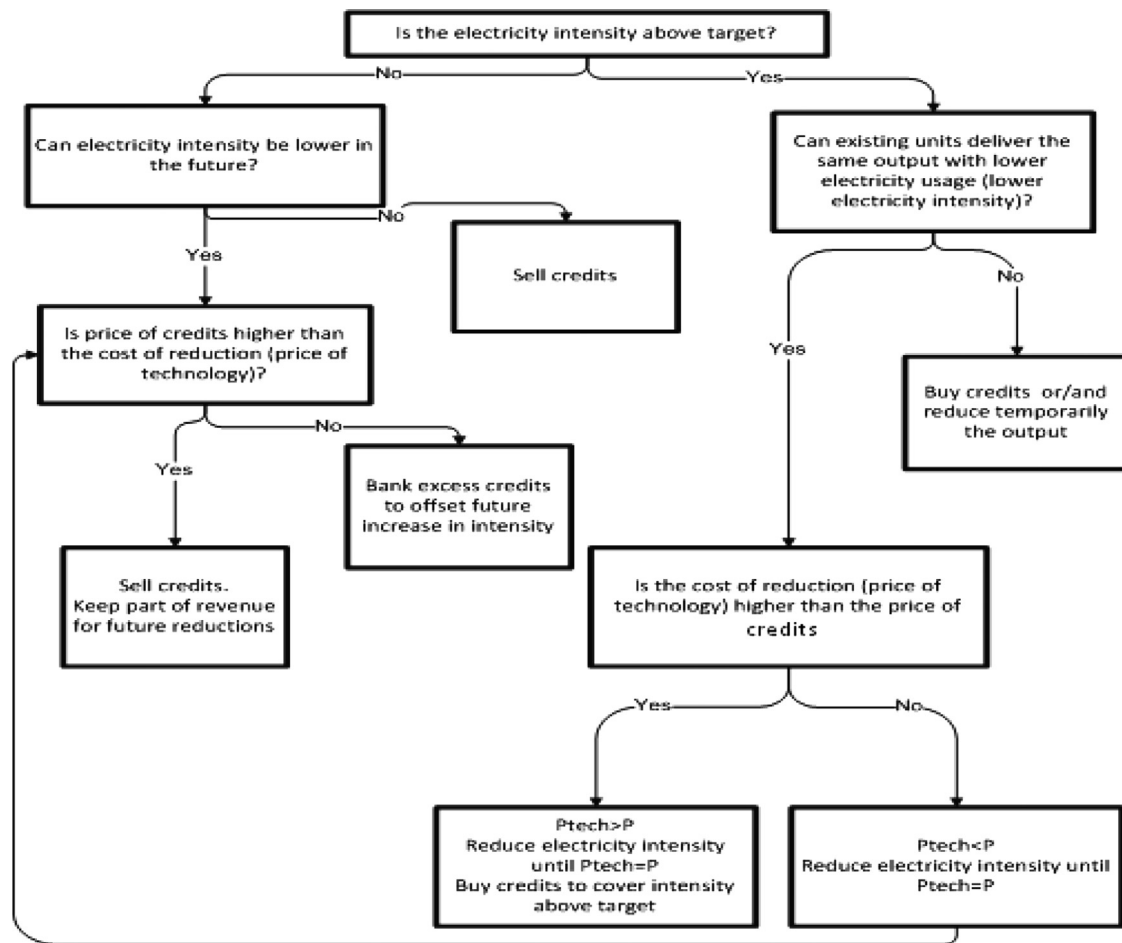 Is the electricity intensity above target?
No
Yes
Can electricity intensity be lower in
the future?
Can existing units deliver the
same output with lower
electricity usage (lower
electricity intensity)?
No
Yes
Sell credits
No
Yes
Is price of credits higher than
the cost of reduction (price of
technology)?
Buy credits or/and
reduce temporarily
the output
No
Yes
Bank excess credits
to offset future
increase in intensity
Sell credits.
Keep part of revenue
for future reductions
Is the cost of reduction (price of
technology) higher than the price of
credits
Yes
No
Ptech>P
Reduce electricity intensity
until Ptech=P
Buy credits to cover intensity
above target
Ptech<P
Reduce electricity intensity until
Ptech=P